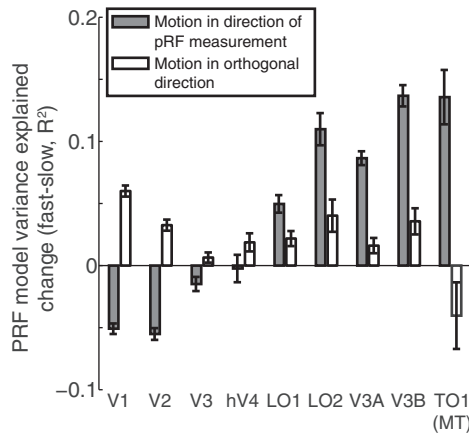 PRF model variance explained
change (fast-slow, R²)
0.2
0.1
0
−0.1
Motion in direction of
pRF measurement
Motion in orthogonal
direction
V1 V2 V3 hV4 LO1 LO2 V3A V3B TO1
(MT)